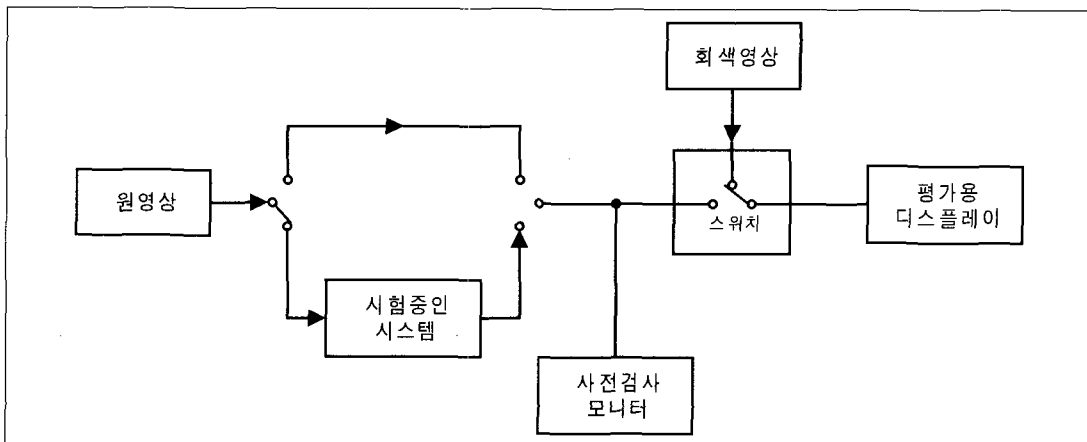 회색영상
원영상
스위치
평가용
디스플레이
시험중인
시스템
사전검사
모니터